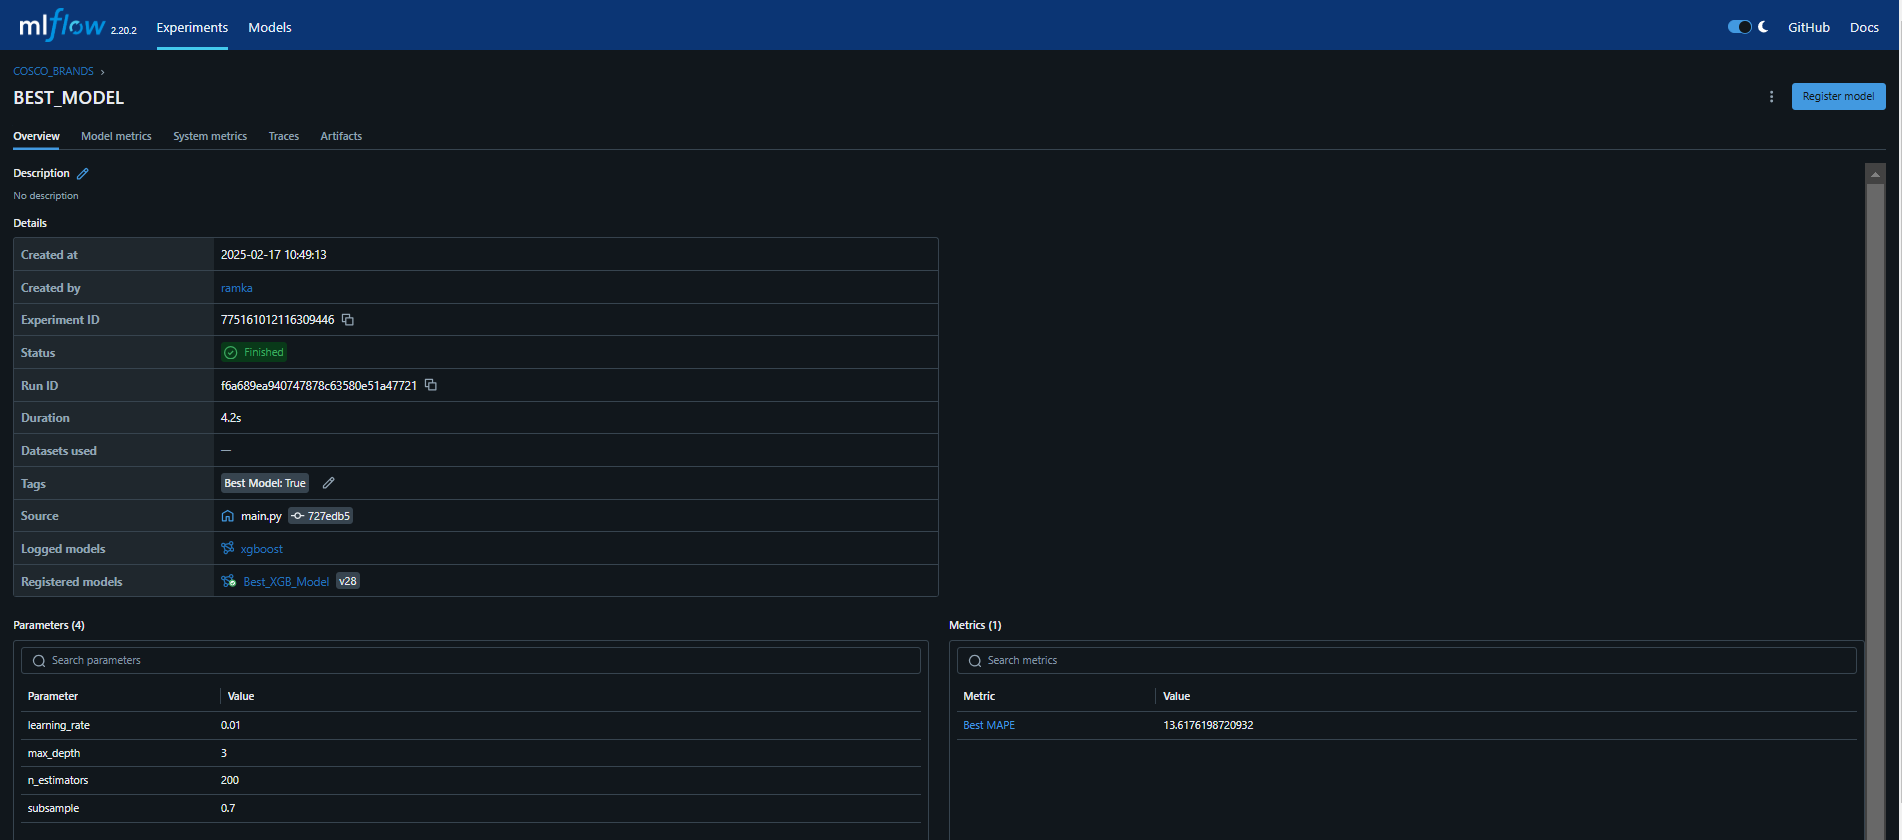 mlflow 2.20.2 Experiments Models GitHub Docs
COSCO_BRANDS ›
BEST_MODEL
Register model
Overview Model metrics System metrics Traces Artifacts
Description
No description
Details
Created at 2025-02-17 10:49:13
Created by ramka
Experiment ID 775161012116309446
Status Finished
Run ID f6a689ea940747878c63580e51a47721
Duration 4.2s
Datasets used —
Tags Best Model: True
Source main.py 727edb5
Logged models xgboost
Registered models Best_XGB_Model v28
Parameters (4)
Search parameters
Parameter Value
learning_rate 0.01
max_depth 3
n_estimators 200
subsample 0.7
Metrics (1)
Search metrics
Metric Value
Best MAPE 13.6176198720932